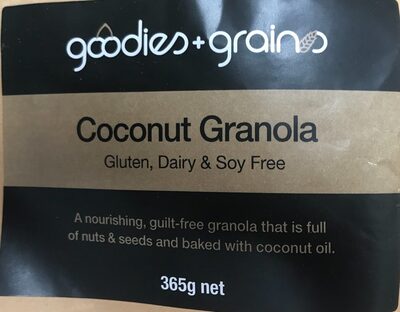 goodies+grains
Coconut Granola
Gluten, Dairy & Soy Free
A nourishing, guilt-free granola that is full
of nuts & seeds and baked with coconut oil.
365g net